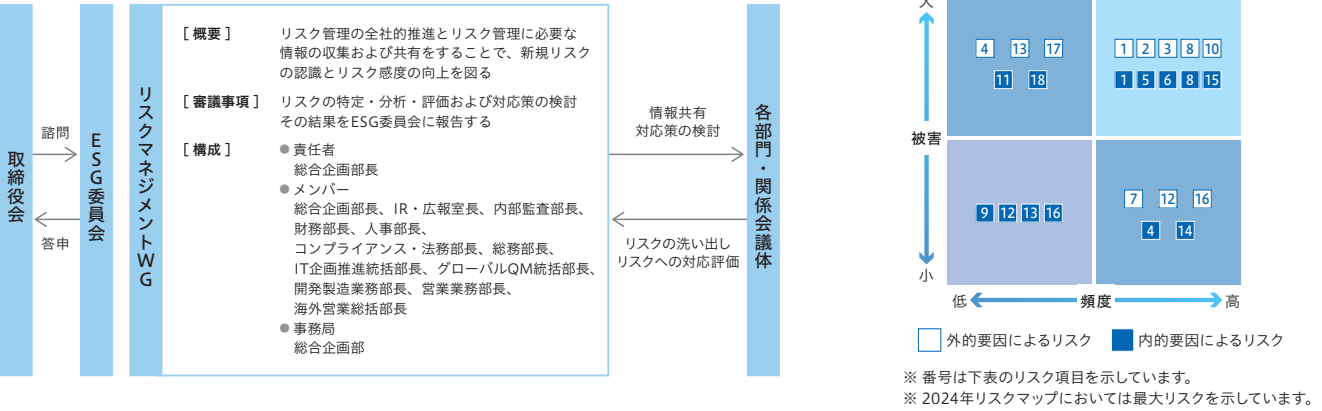 取締役会
諮問
答申
ESG委員会
リスクマネジメントWG
[ 概要 ]
リスク管理の全社的推進とリスク管理に必要な
情報の収集および共有をすることで、新規リスク
の認識とリスク感度の向上を図る
[ 審議事項 ]
リスクの特定・分析・評価および対応策の検討
その結果をESG委員会に報告する
[ 構成 ]
● 責任者
総合企画部長
● メンバー
総合企画部長、IR・広報室長、内部監査部長、
財務部長、人事部長、
コンプライアンス・法務部長、総務部長、
IT企画推進統括部長、グローバルQM統括部長、
開発製造業務部長、営業業務部長、
海外営業総括部長
● 事務局
総合企画部
情報共有
対応策の検討
リスクの洗い出し
リスクへの対応評価
各部門・関係会議体
大
被害
小
4 13 17
11 18
1 2 3 8 10
1 5 6 8 15
9 12 13 16
7 12 16
4 14
低
頻度
高
外的要因によるリスク
内的要因によるリスク
※ 番号は下表のリスク項目を示しています。
※ 2024年リスクマップにおいては最大リスクを示しています。